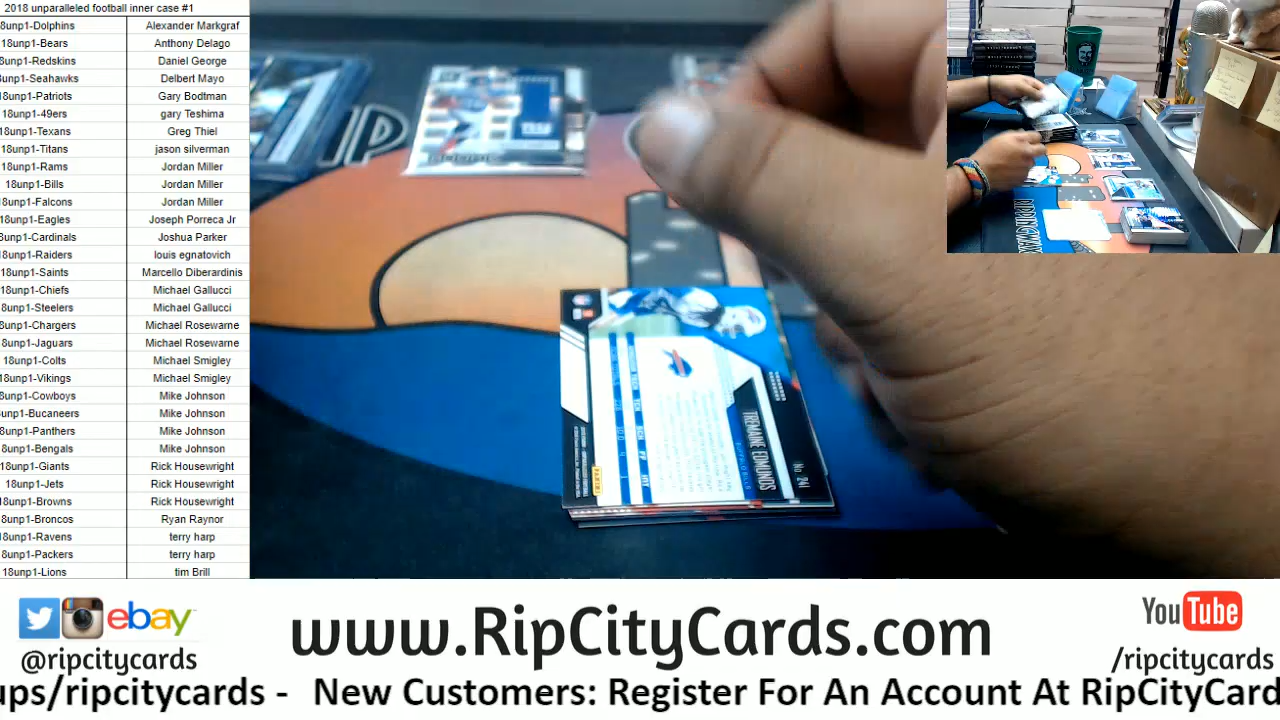 2018 unparalleled football inner case #1
8unp1-Dolphins Alexander Markgraf
18unp1-Bears Anthony Delago
8unp1-Redskins Daniel George
8unp1-Seahawks Delbert Mayo
8unp1-Patriots Gary Bodtman
18unp1-49ers gary Teshima
18unp1-Texans Greg Thiel
18unp1-Titans jason silverman
18unp1-Rams Jordan Miller
18unp1-Bills Jordan Miller
18unp1-Falcons Jordan Miller
18unp1-Eagles Joseph Porreca Jr
8unp1-Cardinals Joshua Parker
18unp1-Raiders louis egnatovich
18unp1-Saints Marcello Diberardinis
18unp1-Chiefs Michael Gallucci
8unp1-Steelers Michael Gallucci
8unp1-Chargers Michael Rosewarne
8unp1-Jaguars Michael Rosewarne
18unp1-Colts Michael Smigley
18unp1-Vikings Michael Smigley
8unp1-Cowboys Mike Johnson
unp1-Bucaneers Mike Johnson
8unp1-Panthers Mike Johnson
8unp1-Bengals Mike Johnson
18unp1-Giants Rick Housewright
18unp1-Jets Rick Housewright
18unp1-Browns Rick Housewright
8unp1-Broncos Ryan Raynor
18unp1-Ravens terry harp
8unp1-Packers terry harp
18unp1-Lions tim Brill
TREMAINE EDMUNDS
BUFFALO BILLS
No. 241
PANINI
ebay
@ripcitycards
www.RipCityCards.com
YouTube
/ripcitycards
ups/ripcitycards - New Customers: Register For An Account At RipCityCard